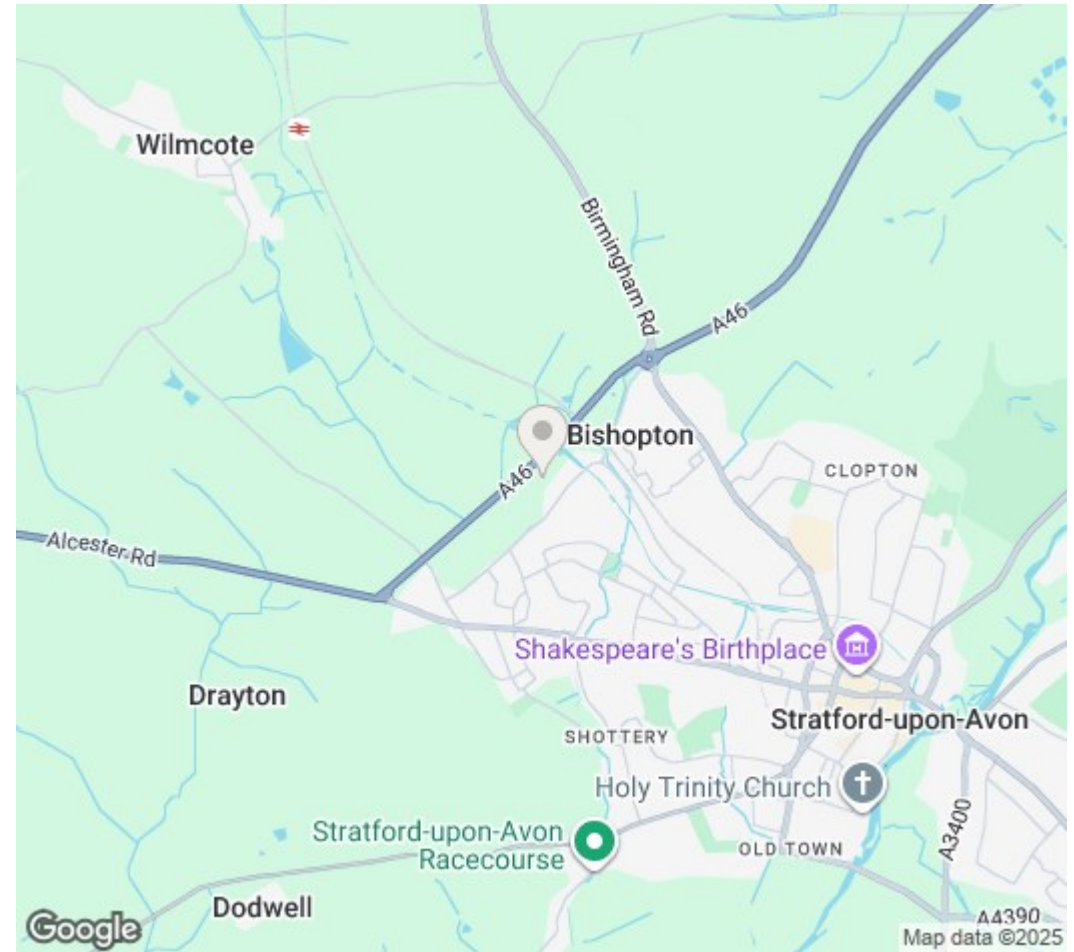 Wilmcote
Birmingham Rd
A46
Bishopton
A46
CLOPTON
Alcester Rd
Shakespeare's Birthplace
Drayton
Stratford-upon-Avon
SHOTTERY
Holy Trinity Church
Stratford-upon-Avon
Racecourse
A3400
OLD TOWN
Dodwell
A4390
Google
Map data ©2025